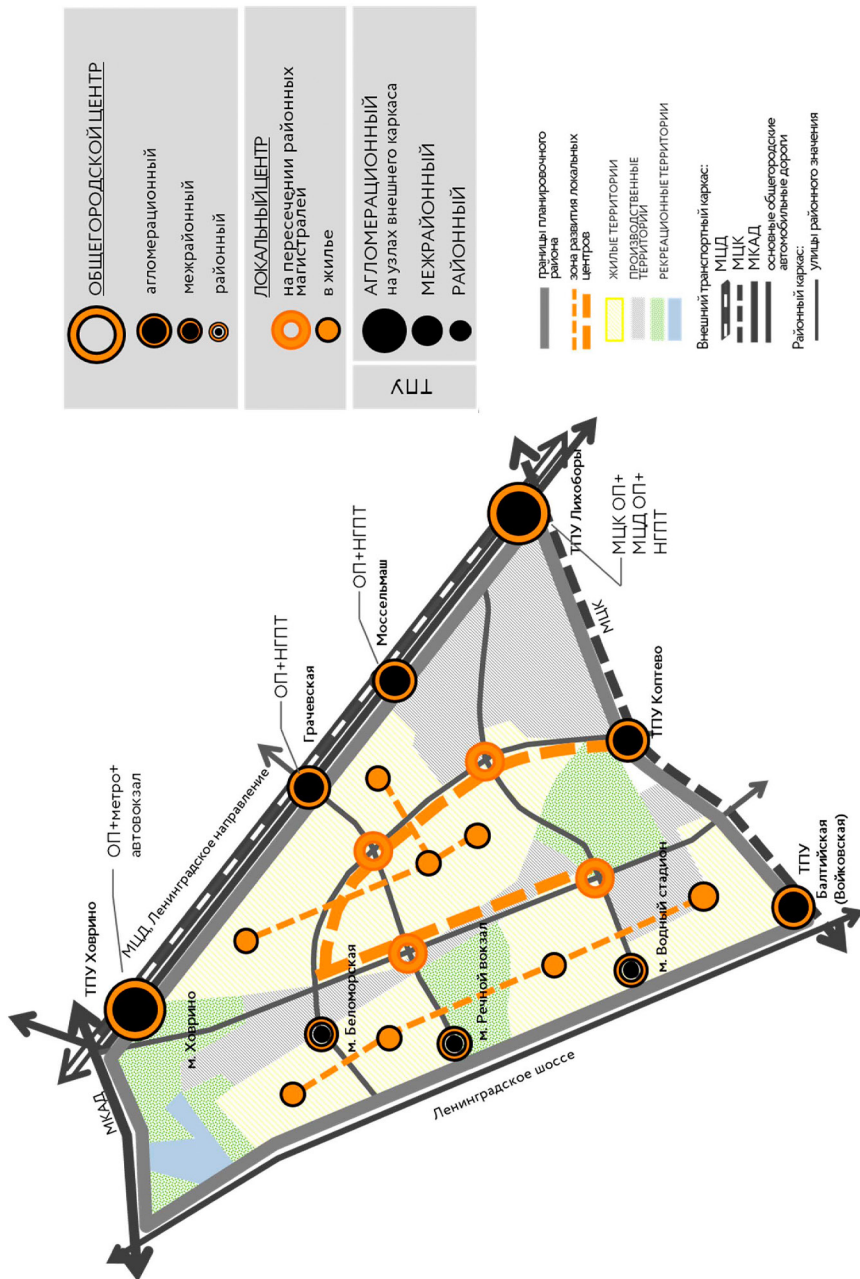 ОБЩЕГОРОДСКОЙ ЦЕНТР
агломерационный
межрайонный
районный
ЛОКАЛЬНЫЙ ЦЕНТР
на пересечении районных
магистралей
в жилье
ТПУ
АГЛОМЕРАЦИОННЫЙ
на узлах внешнего каркаса
МЕЖРАЙОННЫЙ
РАЙОННЫЙ
границы планировочного
района
зона развития локальных
центров
ЖИЛЫЕ ТЕРРИТОРИИ
ПРОИЗВОДСТВЕННЫЕ
ТЕРРИТОРИИ
РЕКРЕАЦИОННЫЕ ТЕРРИТОРИИ
Внешний транспортный каркас:
МЦД
МЦК
МКАД
основные общегородские
автомобильные дороги
Районный каркас:
улицы районного значения
ТПУ Ховрино
ОП+метро+
автовокзал
МЦД, Ленинградское направление
Грачевская
ОП+НГПТ
Моссельмаш
ОП+НГПТ
ТПУ Лихоборы
МЦК ОП+
МЦД ОП+
НГПТ
МЦК
ТПУ Коптево
ТПУ
Балтийская
(Войковская)
м. Водный стадион
м. Речной вокзал
м. Беломорская
м. Ховрино
МКАД
Ленинградское шоссе